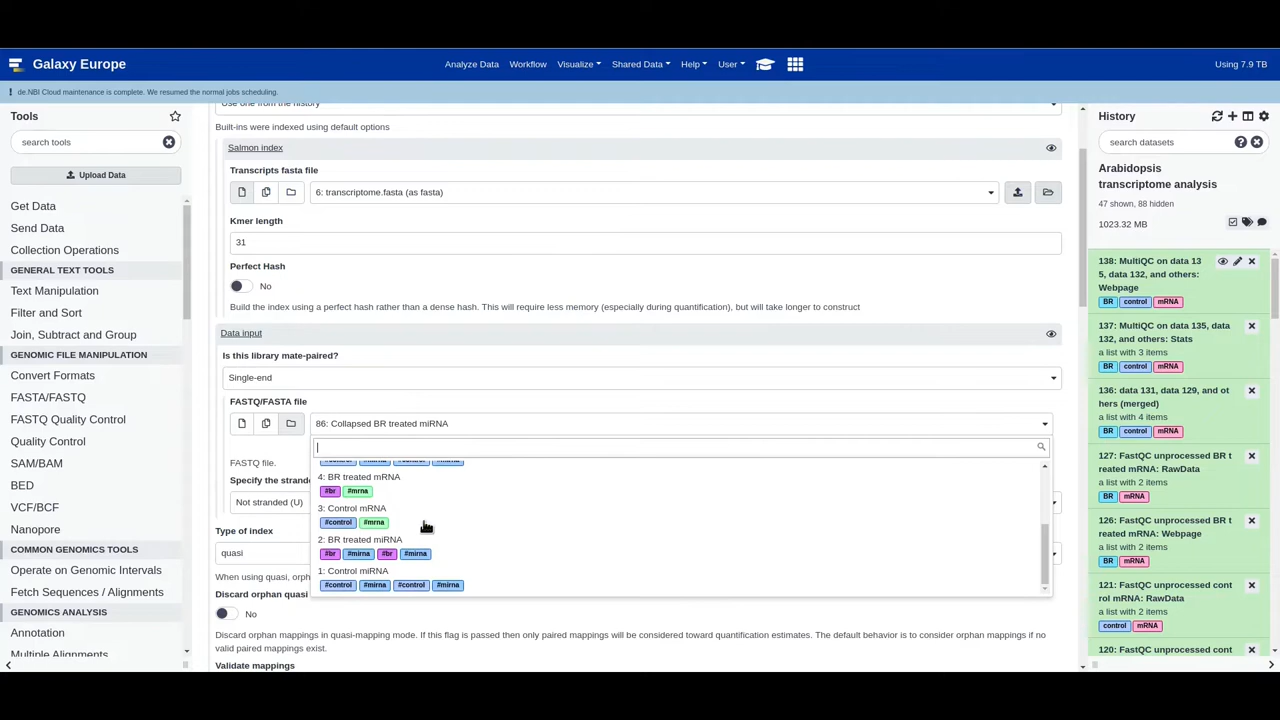 Galaxy Europe
Analyze Data Workflow Visualize Shared Data Help User
Using 7.9 TB
! de.NBI Cloud maintenance is complete. We resumed the normal jobs scheduling.
Tools
search tools
Upload Data
Get Data
Send Data
Collection Operations
GENERAL TEXT TOOLS
Text Manipulation
Filter and Sort
Join, Subtract and Group
GENOMIC FILE MANIPULATION
Convert Formats
FASTA/FASTQ
FASTQ Quality Control
Quality Control
SAM/BAM
BED
VCF/BCF
Nanopore
COMMON GENOMICS TOOLS
Operate on Genomic Intervals
Fetch Sequences / Alignments
GENOMICS ANALYSIS
Annotation
Multiple Alignments
Use one from the history
Built-ins were indexed using default options
Salmon index
Transcripts fasta file
6: transcriptome.fasta (as fasta)
Kmer length
31
Perfect Hash
No
Build the index using a perfect hash rather than a dense hash. This will require less memory (especially during quantification), but will take longer to construct
Data input
Is this library mate-paired?
Single-end
FASTQ/FASTA file
86: Collapsed BR treated miRNA
#control #mirna #control #mirna
FASTQ file.
4: BR treated mRNA
#br #mrna
Specify the strand
3: Control mRNA
Not stranded (U)
#control #mrna
Type of index
2: BR treated miRNA
quasi
#br #mirna #br #mirna
1: Control miRNA
When using quasi, orph
#control #mirna #control #mirna
Discard orphan quasi
No
Discard orphan mappings in quasi-mapping mode. If this flag is passed then only paired mappings will be considered toward quantification estimates. The default behavior is to consider orphan mappings if no
valid paired mappings exist.
Validate mappings
History
search datasets
Arabidopsis
transcriptome analysis
47 shown, 88 hidden
1023.32 MB
138: MultiQC on data 13
5, data 132, and others:
Webpage
BR control mRNA
137: MultiQC on data 135, data
132, and others: Stats
a list with 3 items
BR control mRNA
136: data 131, data 129, and ot
hers (merged)
a list with 4 items
BR control mRNA
127: FastQC unprocessed BR t
reated mRNA: RawData
a list with 2 items
BR mRNA
126: FastQC unprocessed BR t
reated mRNA: Webpage
a list with 2 items
BR mRNA
121: FastQC unprocessed cont
rol mRNA: RawData
a list with 2 items
control mRNA
120: FastQC unprocessed cont